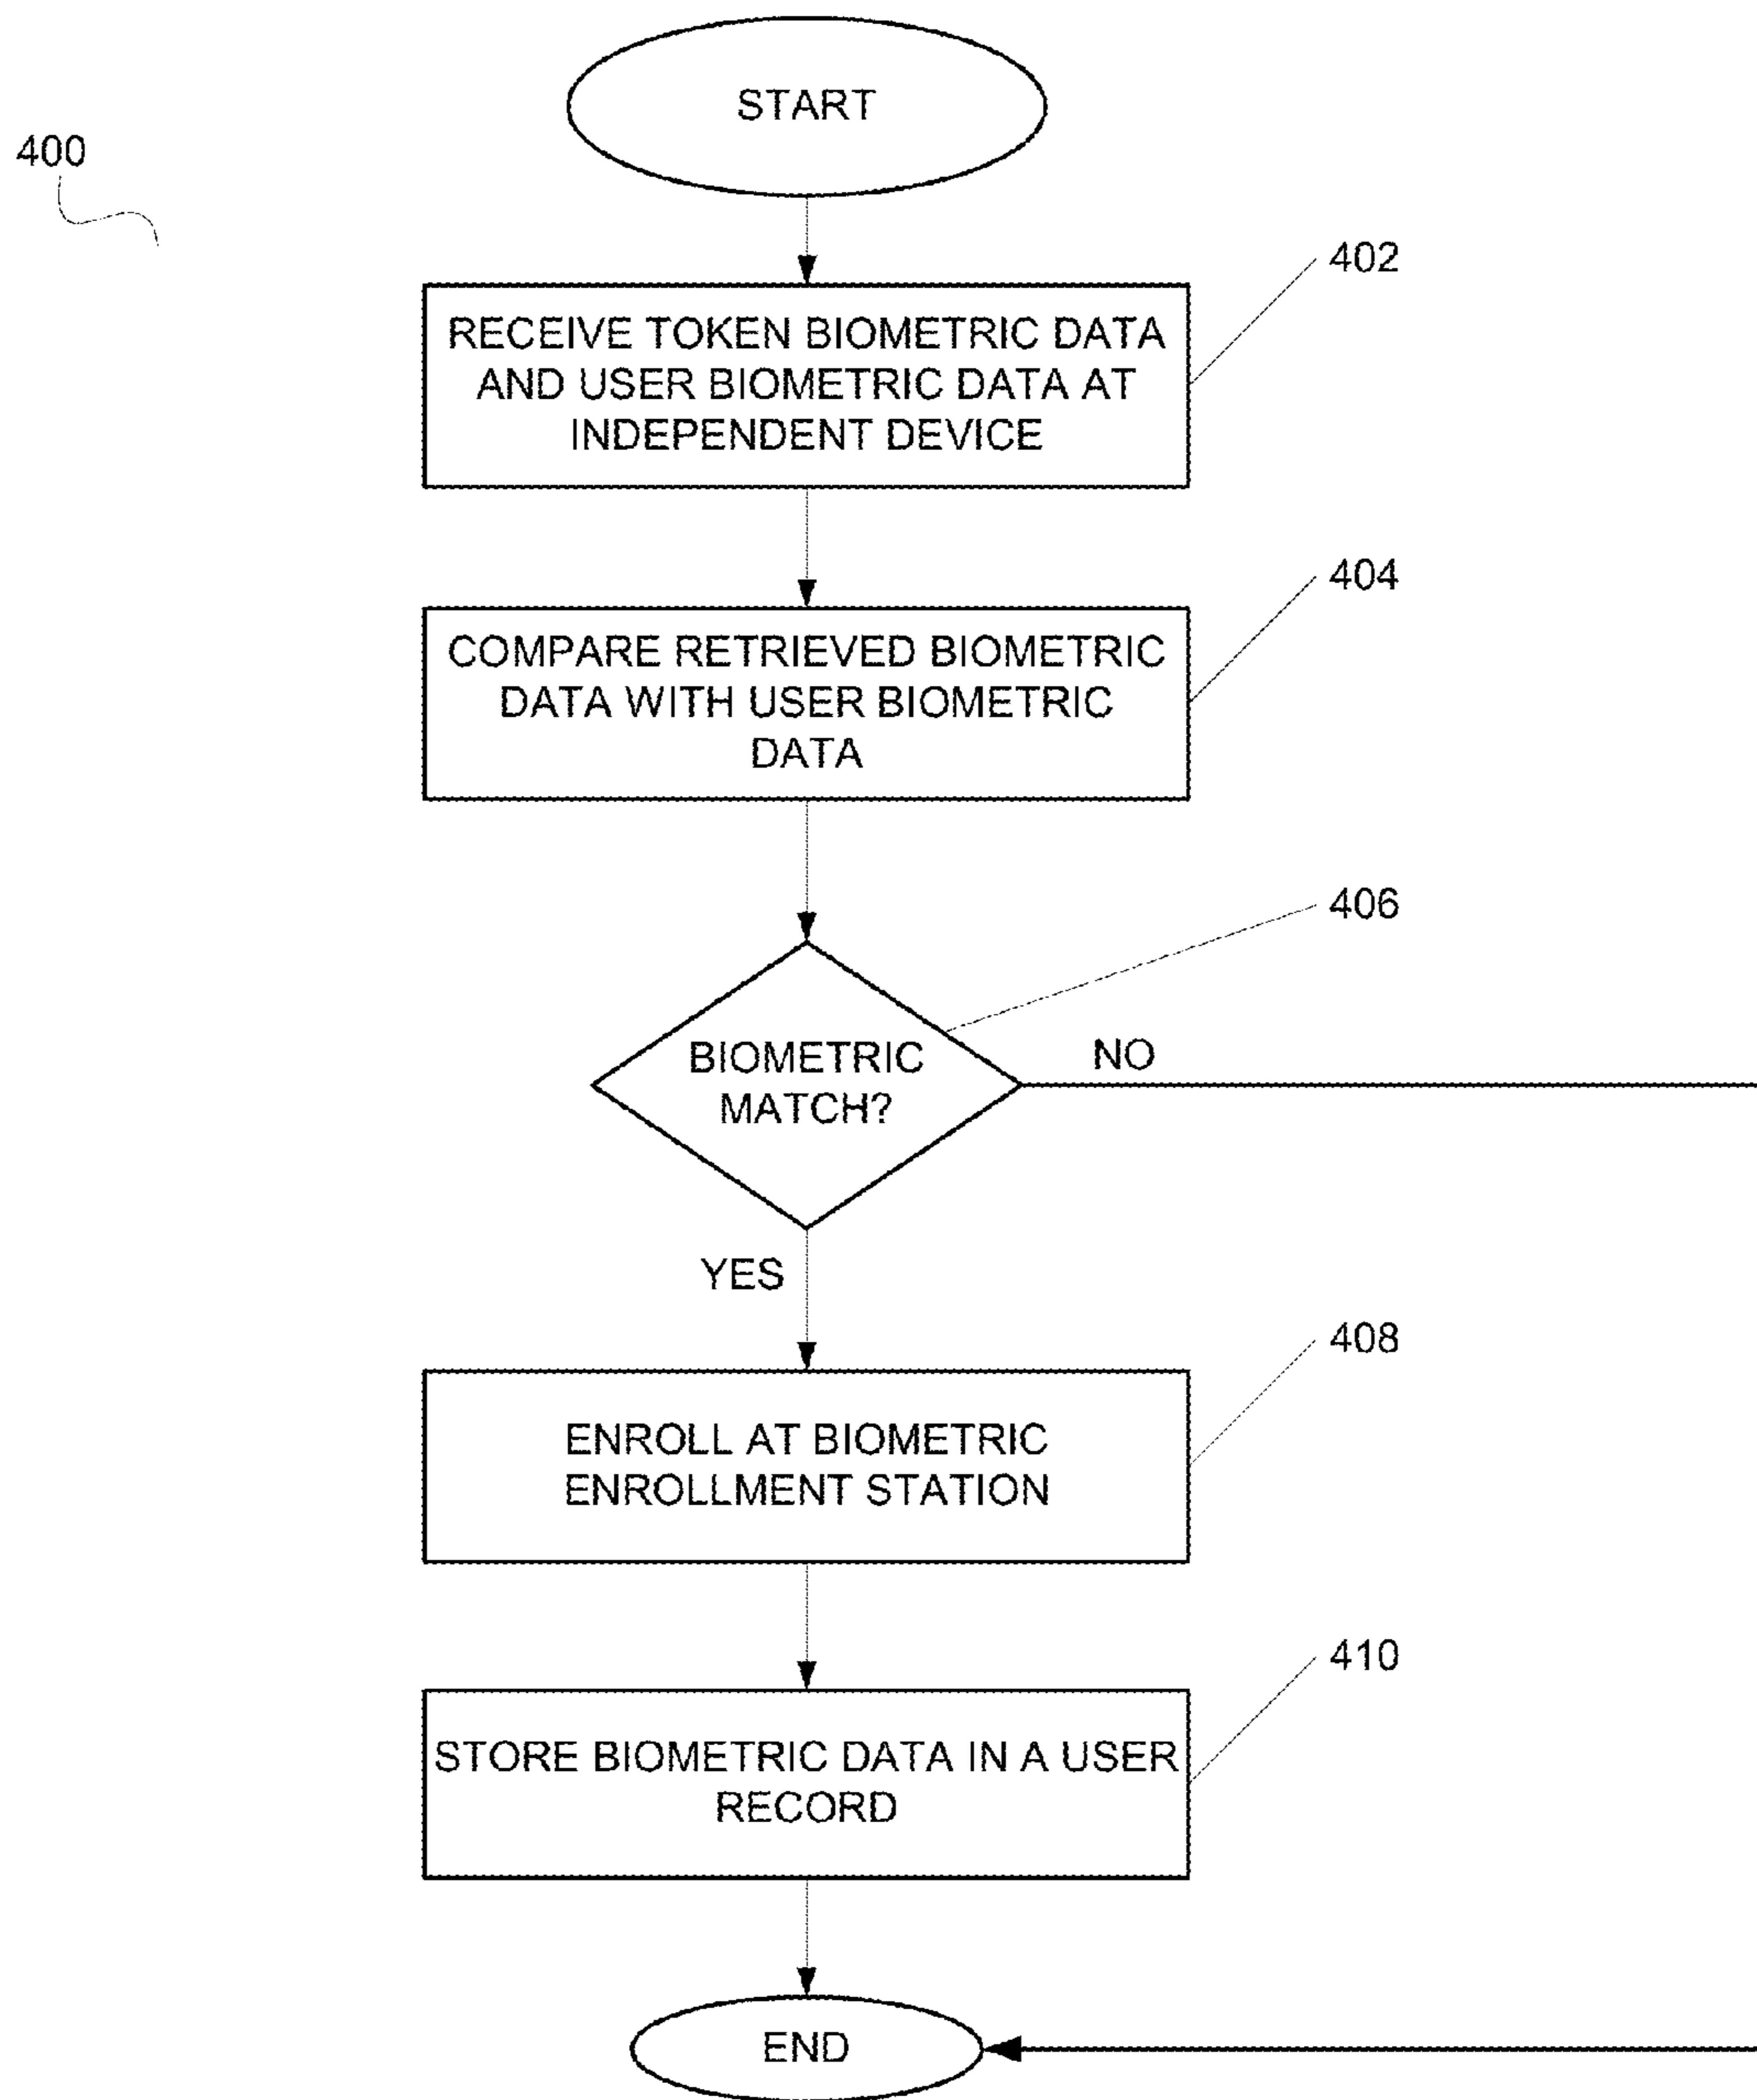 START
400
402
RECEIVE TOKEN BIOMETRIC DATA
AND USER BIOMETRIC DATA AT
INDEPENDENT DEVICE
404
COMPARE RETRIEVED BIOMETRIC
DATA WITH USER BIOMETRIC
DATA
406
BIOMETRIC
MATCH?
NO
YES
408
ENROLL AT BIOMETRIC
ENROLLMENT STATION
410
STORE BIOMETRIC DATA IN A USER
RECORD
END